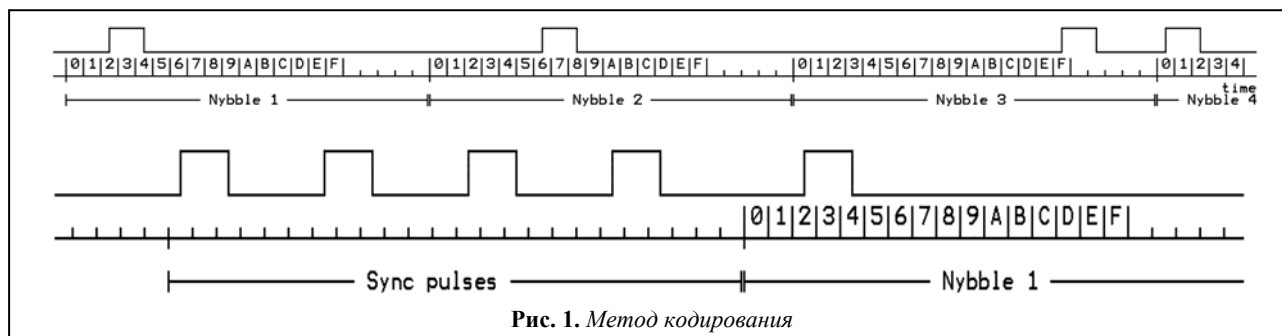 0|1|2|3|4|5|6|7|8|9|A|B|C|D|E|F| 0|1|2|3|4|5|6|7|8|9|A|B|C|D|E|F| 0|1|2|3|4|5|6|7|8|9|A|B|C|D|E|F| 0|1|2|3|4|
time
Nybble 1 Nybble 2 Nybble 3 Nybble 4
0|1|2|3|4|5|6|7|8|9|A|B|C|D|E|F|
Sync pulses Nybble 1
Рис. 1. Метод кодирования